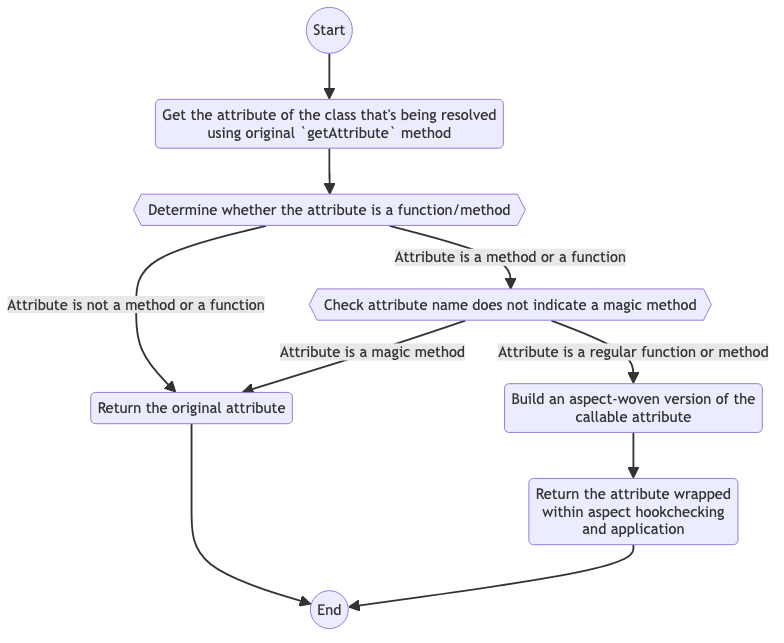 Start
Get the attribute of the class that's being resolved
using original `getAttribute` method
Determine whether the attribute is a function/method
Attribute is a method or a function
Attribute is not a method or a function
Check attribute name does not indicate a magic method
Attribute is a magic method
Attribute is a regular function or method
Return the original attribute
Build an aspect-woven version of the
callable attribute
Return the attribute wrapped
within aspect hookchecking
and application
End